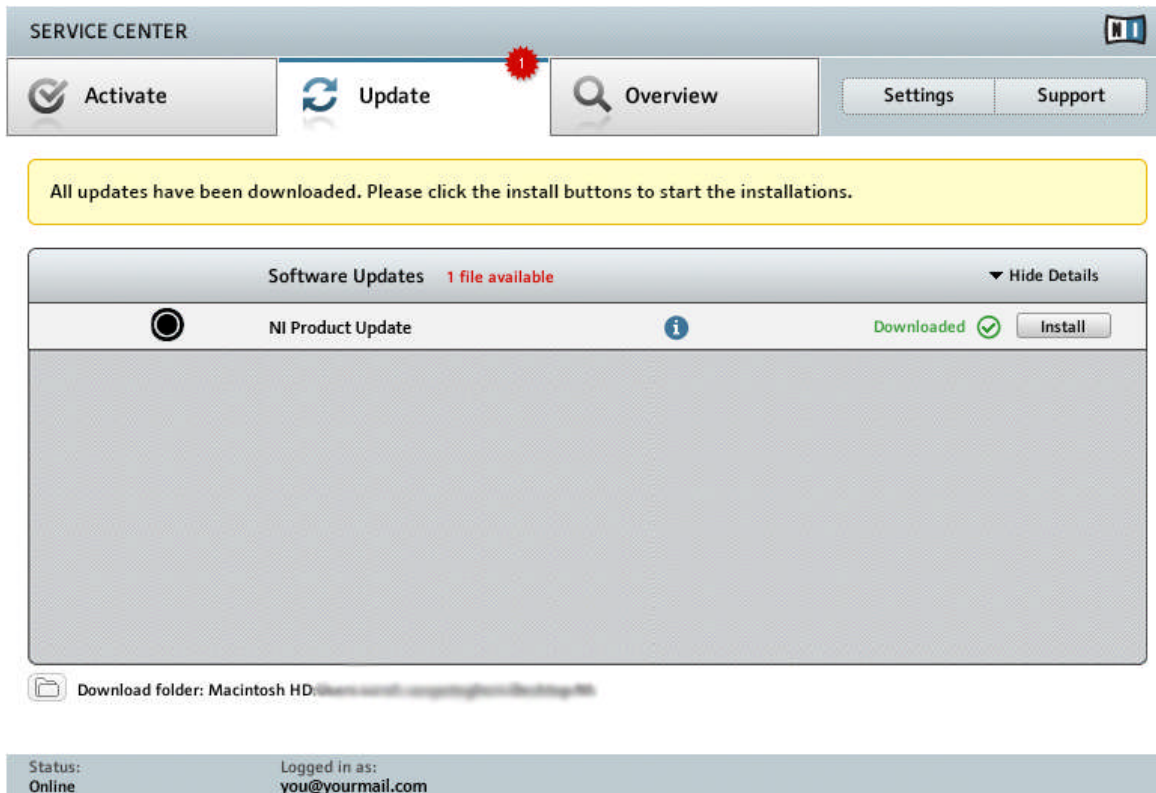 SERVICE CENTER
NI
Activate
Update
1
Overview
Settings
Support
All updates have been downloaded. Please click the install buttons to start the installations.
Software Updates 1 file available Hide Details
NI Product Update i Downloaded Install
Download folder: Macintosh HD:
Status: Logged in as:
Online you@yourmail.com